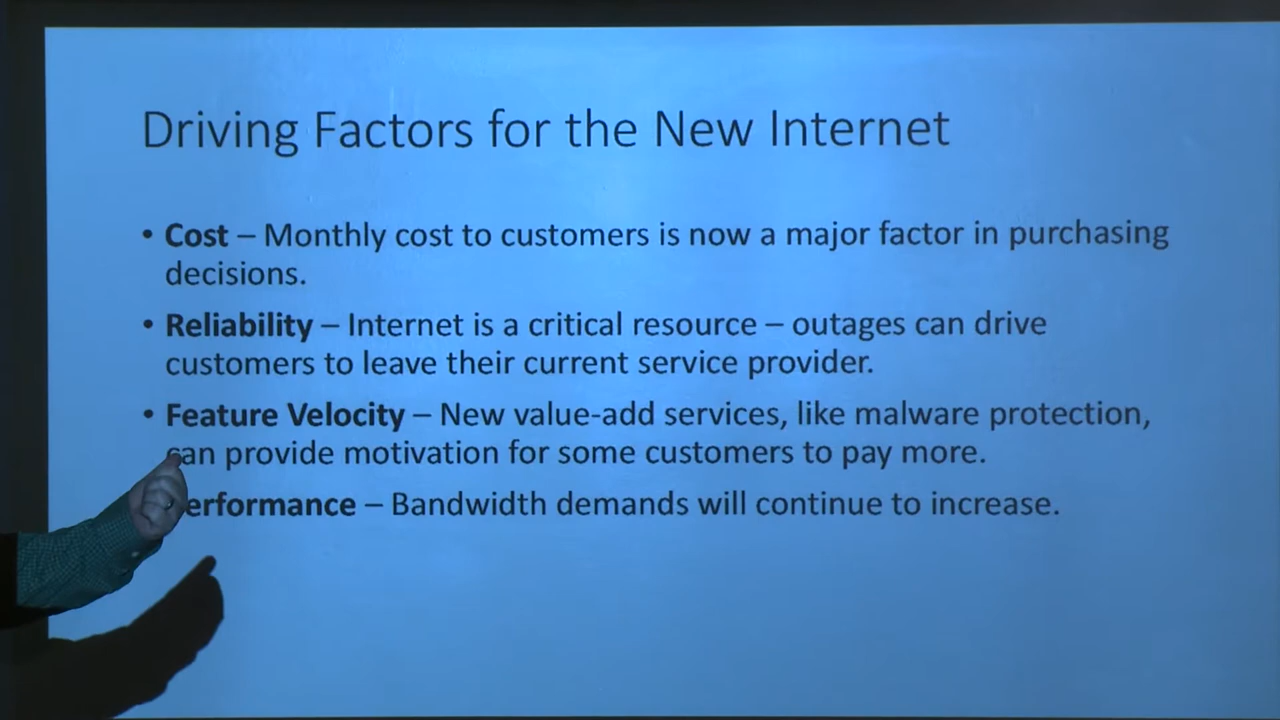 Driving Factors for the New Internet
• Cost – Monthly cost to customers is now a major factor in purchasing
decisions.
• Reliability – Internet is a critical resource – outages can drive
customers to leave their current service provider.
• Feature Velocity – New value-add services, like malware protection,
can provide motivation for some customers to pay more.
Performance – Bandwidth demands will continue to increase.